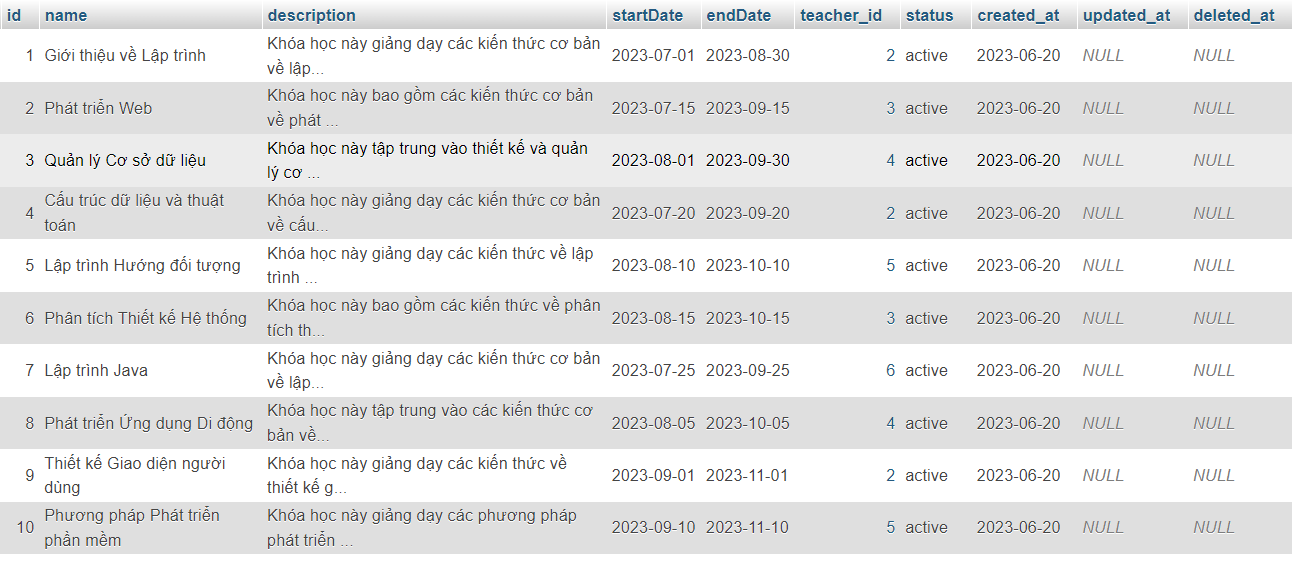 id name description startDate endDate teacher_id status created_at updated_at deleted_at
1 Giới thiệu về Lập trình Khóa học này giảng dạy các kiến thức cơ bản 2023-07-01 2023-08-30 2 active 2023-06-20 NULL NULL
về lập...
2 Phát triển Web Khóa học này bao gồm các kiến thức cơ bản 2023-07-15 2023-09-15 3 active 2023-06-20 NULL NULL
về phát ...
3 Quản lý Cơ sở dữ liệu Khóa học này tập trung vào thiết kế và quản 2023-08-01 2023-09-30 4 active 2023-06-20 NULL NULL
lý cơ ...
4 Cấu trúc dữ liệu và thuật Khóa học này giảng dạy các kiến thức cơ bản 2023-07-20 2023-09-20 2 active 2023-06-20 NULL NULL
toán về cấu...
5 Lập trình Hướng đối tượng Khóa học này giảng dạy các kiến thức về lập 2023-08-10 2023-10-10 5 active 2023-06-20 NULL NULL
trình ...
6 Phân tích Thiết kế Hệ thống Khóa học này bao gồm các kiến thức về phân 2023-08-15 2023-10-15 3 active 2023-06-20 NULL NULL
tích th...
7 Lập trình Java Khóa học này giảng dạy các kiến thức cơ bản 2023-07-25 2023-09-25 6 active 2023-06-20 NULL NULL
về lập...
8 Phát triển Ứng dụng Di động Khóa học này tập trung vào các kiến thức cơ 2023-08-05 2023-10-05 4 active 2023-06-20 NULL NULL
bản về...
9 Thiết kế Giao diện người Khóa học này giảng dạy các kiến thức về 2023-09-01 2023-11-01 2 active 2023-06-20 NULL NULL
dùng thiết kế g...
10 Phương pháp Phát triển Khóa học này giảng dạy các phương pháp 2023-09-10 2023-11-10 5 active 2023-06-20 NULL NULL
phần mềm phát triển ...